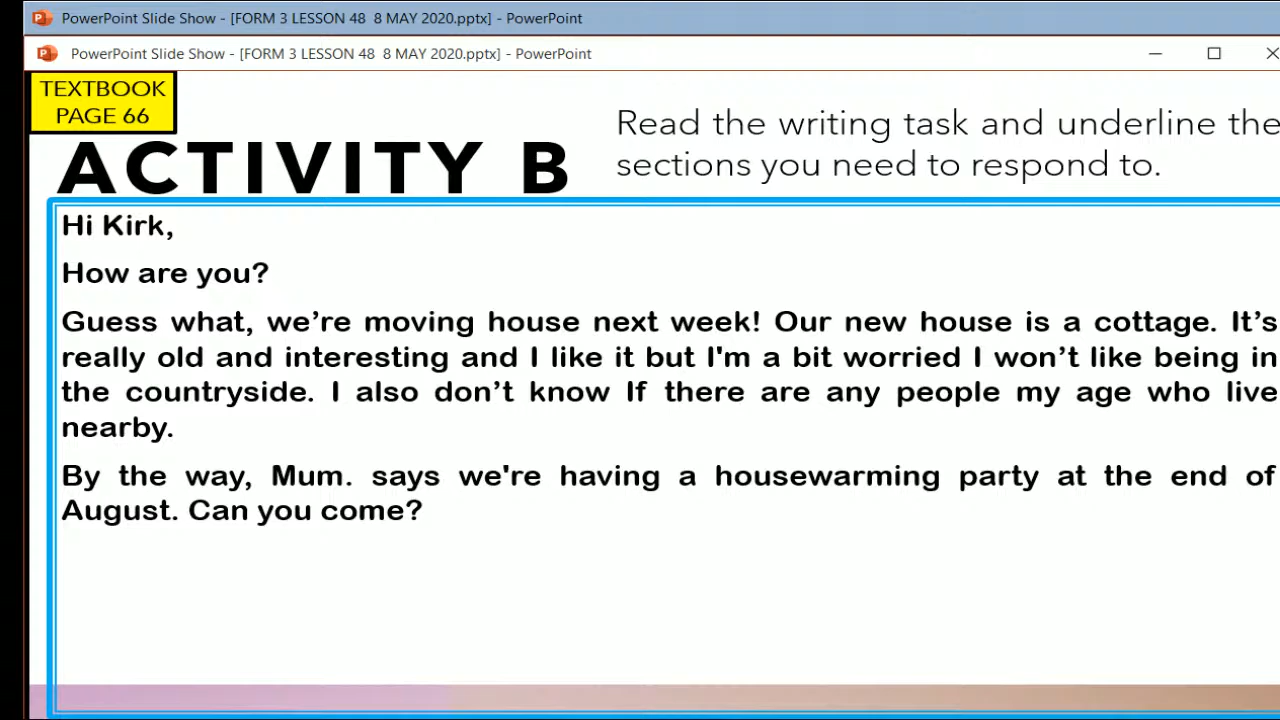 PowerPoint Slide Show - [FORM 3 LESSON 48 8 MAY 2020.pptx] - PowerPoint
PowerPoint Slide Show - [FORM 3 LESSON 48 8 MAY 2020.pptx] - PowerPoint
TEXTBOOK
PAGE 66
ACTIVITY B
Read the writing task and underline the
sections you need to respond to.
Hi Kirk,
How are you?
Guess what, we’re moving house next week! Our new house is a cottage. It’s
really old and interesting and I like it but I'm a bit worried I won’t like being in
the countryside. I also don’t know If there are any people my age who live
nearby.
By the way, Mum. says we're having a housewarming party at the end of
August. Can you come?